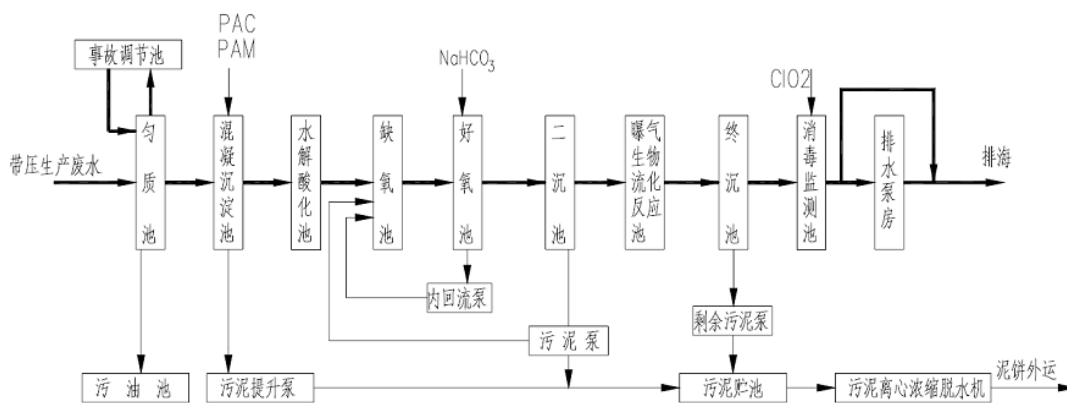 PAC
PAM
事故调节池
NaHCO₃
ClO2
带压生产废水
匀质池
混凝沉淀池
水解酸化池
缺氧池
好氧池
二沉池
曝气生物流化反应池
终沉池
消毒监测池
排水泵房
排海
内回流泵
剩余污泥泵
污泥泵
污油池
污泥提升泵
污泥贮池
污泥离心浓缩脱水机
泥饼外运